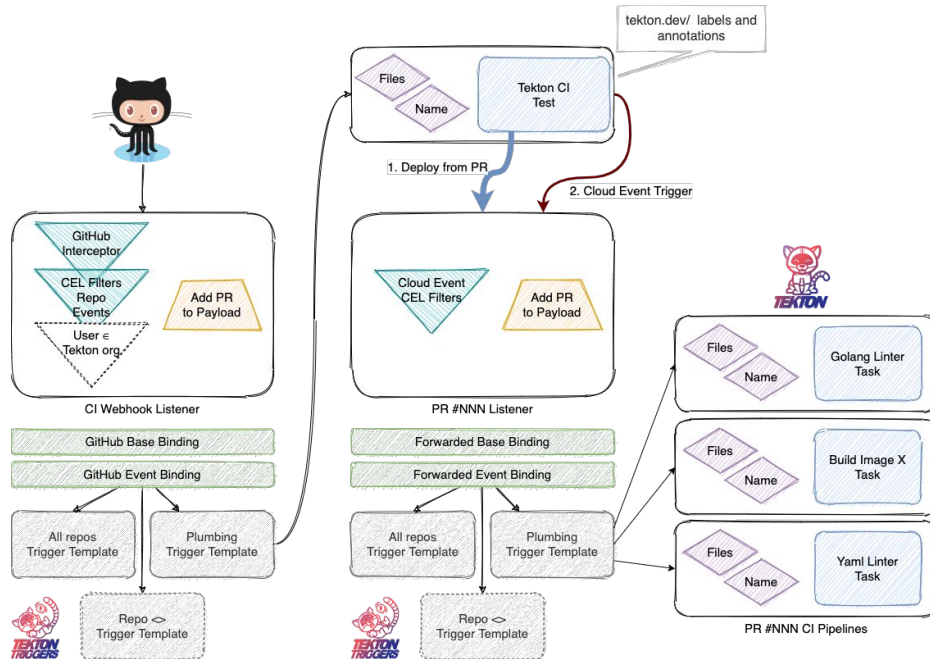 tekton.dev/ labels and
annotations
Files
Name
Tekton CI
Test
1. Deploy from PR
2. Cloud Event Trigger
GitHub
Interceptor
CEL Filters
Repo
Events
User ∈
Tekton org.
Add PR
to Payload
CI Webhook Listener
Cloud Event
CEL Filters
Add PR
to Payload
PR #NNN Listener
TEKTON
GitHub Base Binding
GitHub Event Binding
All repos
Trigger Template
Plumbing
Trigger Template
Repo <>
Trigger Template
TEKTON
TRIGGERS
Forwarded Base Binding
Forwarded Event Binding
All repos
Trigger Template
Plumbing
Trigger Template
Repo <>
Trigger Template
TEKTON
TRIGGERS
Files
Name
Golang Linter
Task
Files
Name
Build Image X
Task
Files
Name
Yaml Linter
Task
PR #NNN CI Pipelines